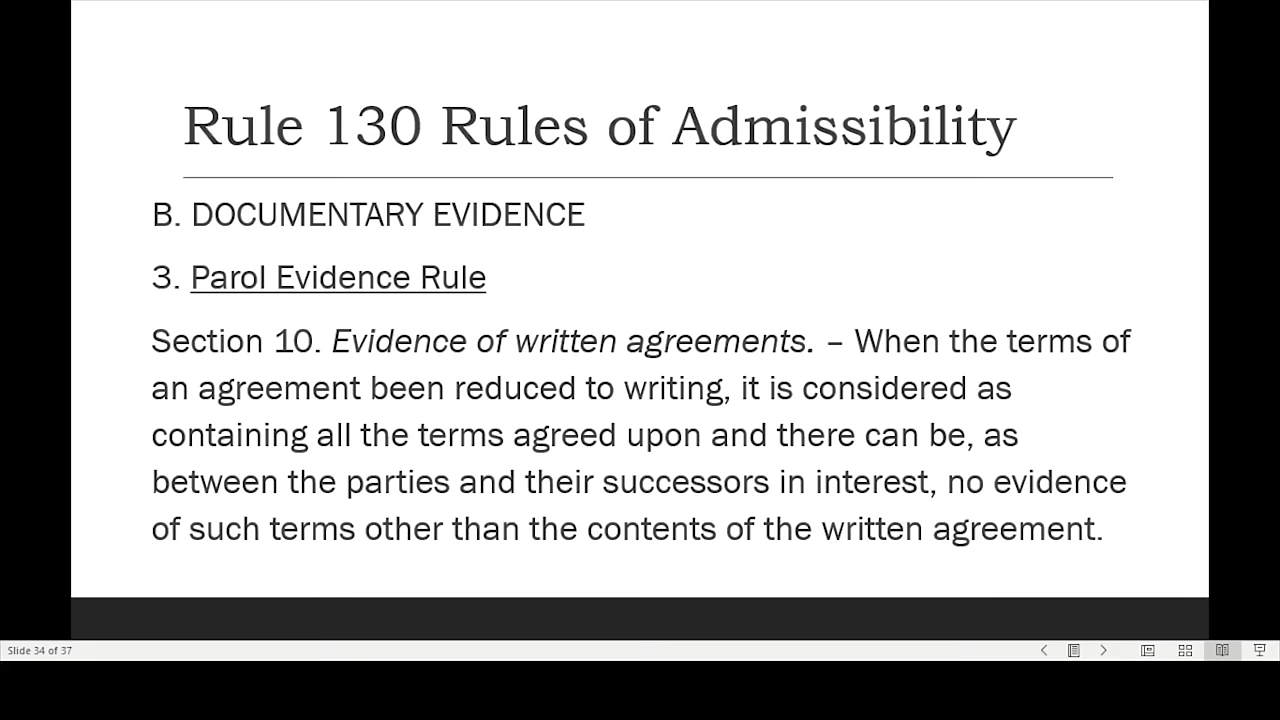 Rule 130 Rules of Admissibility
B. DOCUMENTARY EVIDENCE
3. Parol Evidence Rule
Section 10. Evidence of written agreements. – When the terms of
an agreement been reduced to writing, it is considered as
containing all the terms agreed upon and there can be, as
between the parties and their successors in interest, no evidence
of such terms other than the contents of the written agreement.
Slide 34 of 37